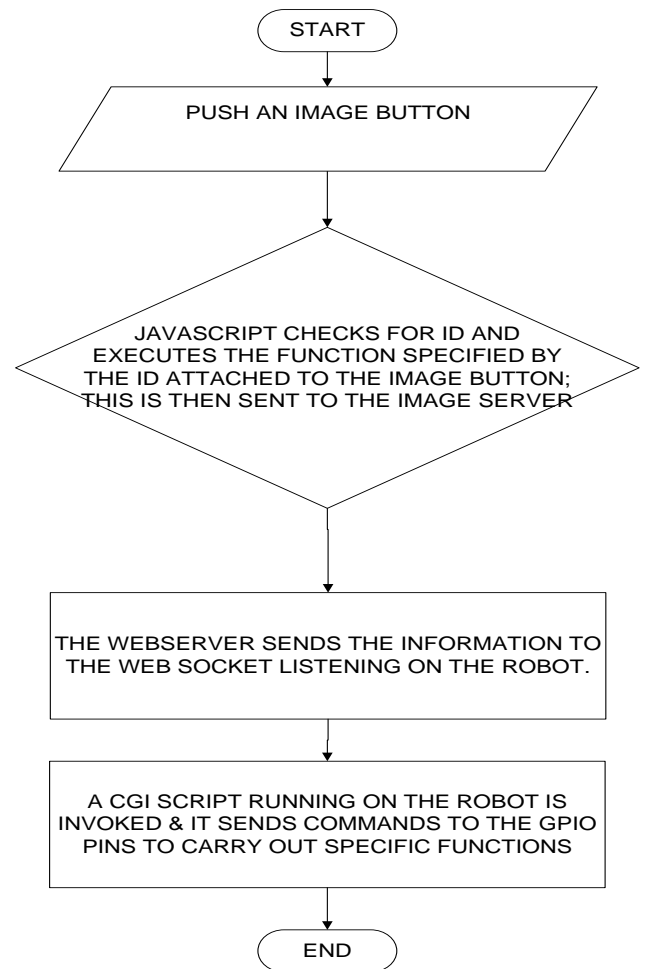 START
PUSH AN IMAGE BUTTON
JAVASCRIPT CHECKS FOR ID AND
EXECUTES THE FUNCTION SPECIFIED BY
THE ID ATTACHED TO THE IMAGE BUTTON;
THIS IS THEN SENT TO THE IMAGE SERVER
THE WEBSERVER SENDS THE INFORMATION TO
THE WEB SOCKET LISTENING ON THE ROBOT.
A CGI SCRIPT RUNNING ON THE ROBOT IS
INVOKED & IT SENDS COMMANDS TO THE GPIO
PINS TO CARRY OUT SPECIFIC FUNCTIONS
END